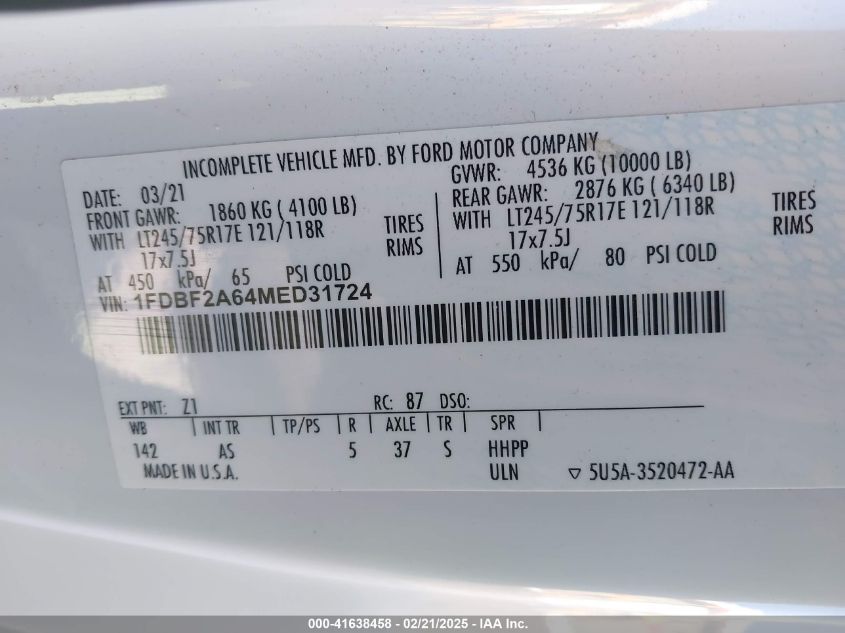 INCOMPLETE VEHICLE MFD. BY FORD MOTOR COMPANY
DATE: 03/21
FRONT GAWR: 1860 KG ( 4100 LB)
WITH LT245/75R17E 121/118R TIRES
17x7.5J RIMS
AT 450 kPa/ 65 PSI COLD
GVWR: 4536 KG (10000 LB)
REAR GAWR: 2876 KG ( 6340 LB)
WITH LT245/75R17E 121/118R TIRES
17x7.5J RIMS
AT 550 kPa/ 80 PSI COLD
VIN: 1FDBF2A64MED31724
EXT PNT: Z1 RC: 87 DSO:
WB INT TR TP/PS R AXLE TR SPR
142 AS 5 37 S HHPP
MADE IN U.S.A. ULN 5U5A-3520472-AA
000-41638458 - 02/21/2025 - IAA Inc.